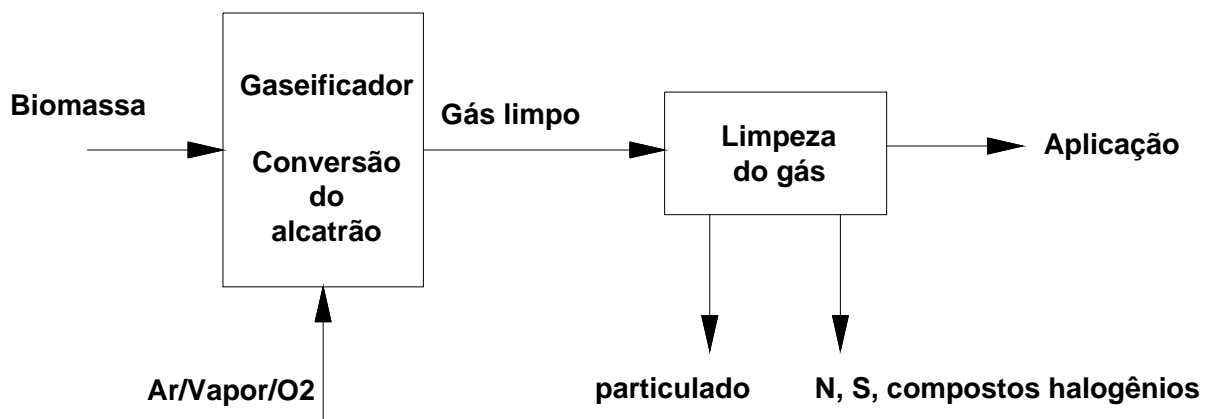 Biomassa
Gaseificador
Conversão
do
alcatrão
Gás limpo
Limpeza
do gás
Aplicação
Ar/Vapor/O2
particulado
N, S, compostos halogênios